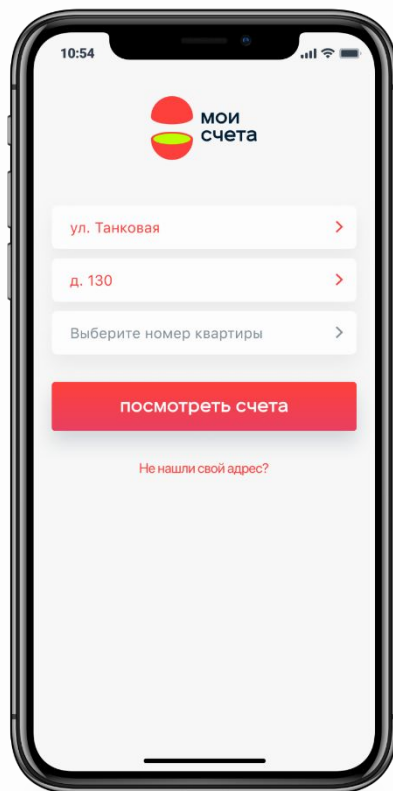 10:54
мои
счета
ул. Танковая
д. 130
Выберите номер квартиры
посмотреть счета
Не нашли свой адрес?